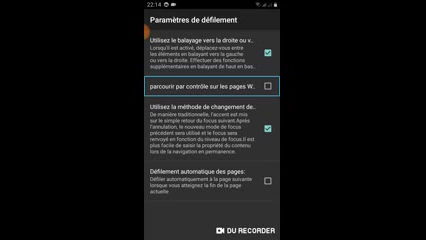 22:14
Paramètres de défilement
Utilisez le balayage vers la droite ou v..
Lorsqu'il est activé, déplacez-vous entre
les éléments en balayant vers la gauche
ou vers la droite. Effectuer des fonctions
supplémentaires en balayant de haut en bas..
parcourir par contrôle sur les pages W..
Utilisez la méthode de changement de..
De manière traditionnelle, l'accent est mis
sur le simple retour du focus suivant.Après
l'annulation, le nouveau mode de focus
précédent sera utilisé et le focus sera
renvoyé en fonction du niveau de focus.Il est
plus facile de saisir la propriété du contenu
lors de la navigation en permanence.
Défilement automatique des pages:
Défiler automatiquement à la page suivante
lorsque vous atteignez la fin de la page
actuelle
DU RECORDER